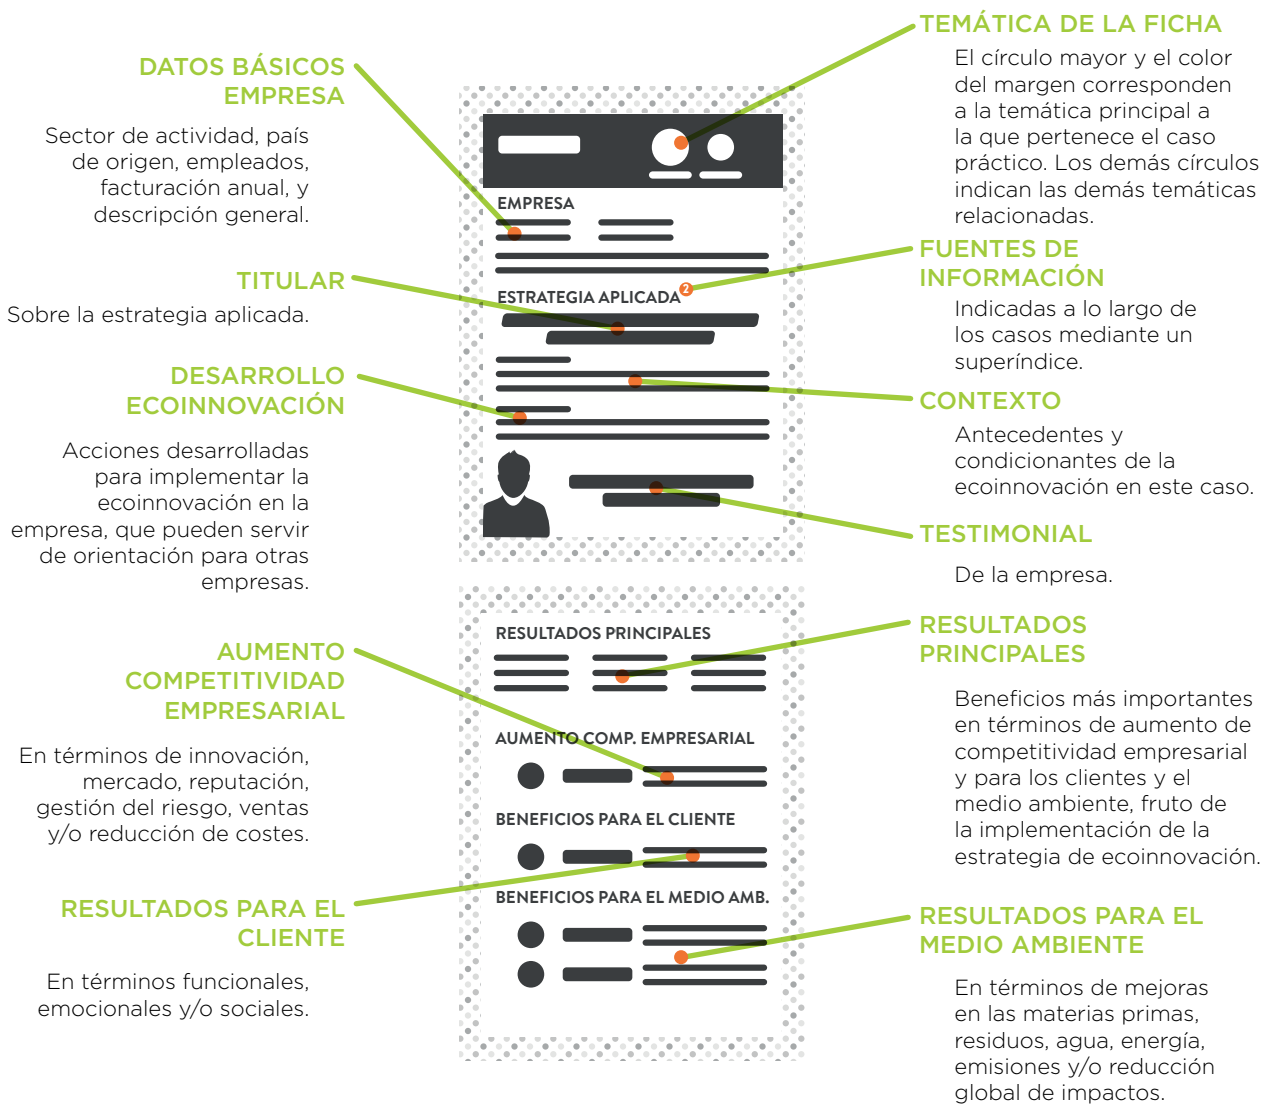 DATOS BÁSICOS
EMPRESA
Sector de actividad, país
de origen, empleados,
facturación anual, y
descripción general.
TITULAR
Sobre la estrategia aplicada.
DESARROLLO
ECOINNOVACIÓN
Acciones desarrolladas
para implementar la
ecoinnovación en la
empresa, que pueden servir
de orientación para otras
empresas.
AUMENTO
COMPETITIVIDAD
EMPRESARIAL
En términos de innovación,
mercado, reputación,
gestión del riesgo, ventas
y/o reducción de costes.
RESULTADOS PARA EL
CLIENTE
En términos funcionales,
emocionales y/o sociales.
EMPRESA
ESTRATEGIA APLICADA 2
RESULTADOS PRINCIPALES
AUMENTO COMP. EMPRESARIAL
BENEFICIOS PARA EL CLIENTE
BENEFICIOS PARA EL MEDIO AMB.
TEMÁTICA DE LA FICHA
El círculo mayor y el color
del margen corresponden
a la temática principal a
la que pertenece el caso
práctico. Los demás círculos
indican las demás temáticas
relacionadas.
FUENTES DE
INFORMACIÓN
Indicadas a lo largo de
los casos mediante un
superíndice.
CONTEXTO
Antecedentes y
condicionantes de la
ecoinnovación en este caso.
TESTIMONIAL
De la empresa.
RESULTADOS
PRINCIPALES
Beneficios más importantes
en términos de aumento de
competitividad empresarial
y para los clientes y el
medio ambiente, fruto de
la implementación de la
estrategia de ecoinnovación.
RESULTADOS PARA EL
MEDIO AMBIENTE
En términos de mejoras
en las materias primas,
residuos, agua, energía,
emisiones y/o reducción
global de impactos.